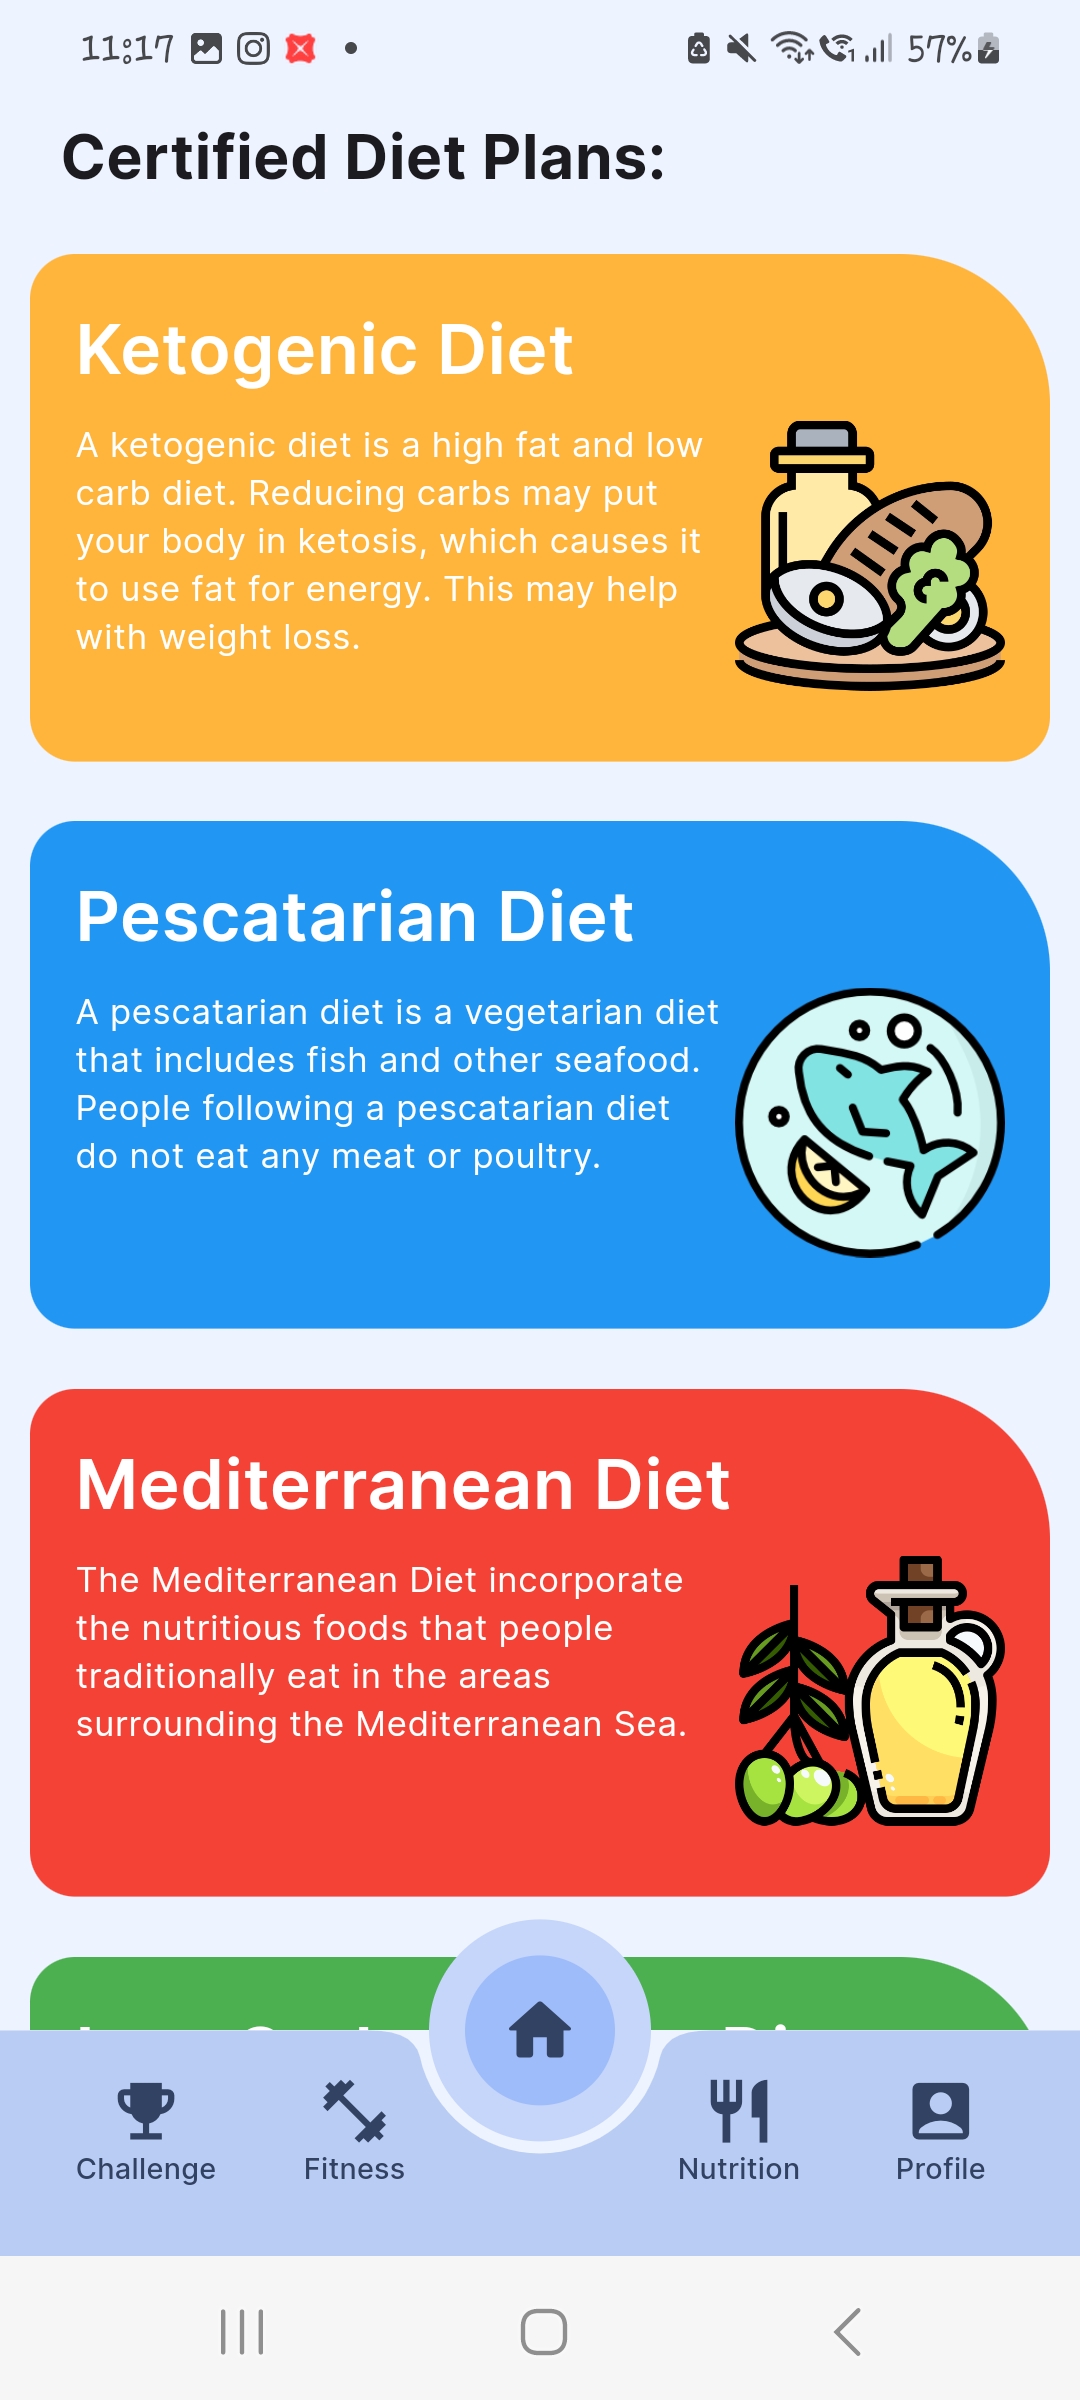 11:17
57%
Certified Diet Plans:
Ketogenic Diet
A ketogenic diet is a high fat and low
carb diet. Reducing carbs may put
your body in ketosis, which causes it
to use fat for energy. This may help
with weight loss.
Pescatarian Diet
A pescatarian diet is a vegetarian diet
that includes fish and other seafood.
People following a pescatarian diet
do not eat any meat or poultry.
Mediterranean Diet
The Mediterranean Diet incorporate
the nutritious foods that people
traditionally eat in the areas
surrounding the Mediterranean Sea.
Challenge
Fitness
Nutrition
Profile